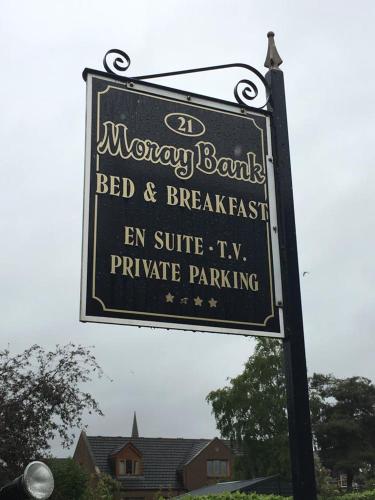 21
Moray Bank
BED & BREAKFAST
EN SUITE · T.V.
PRIVATE PARKING